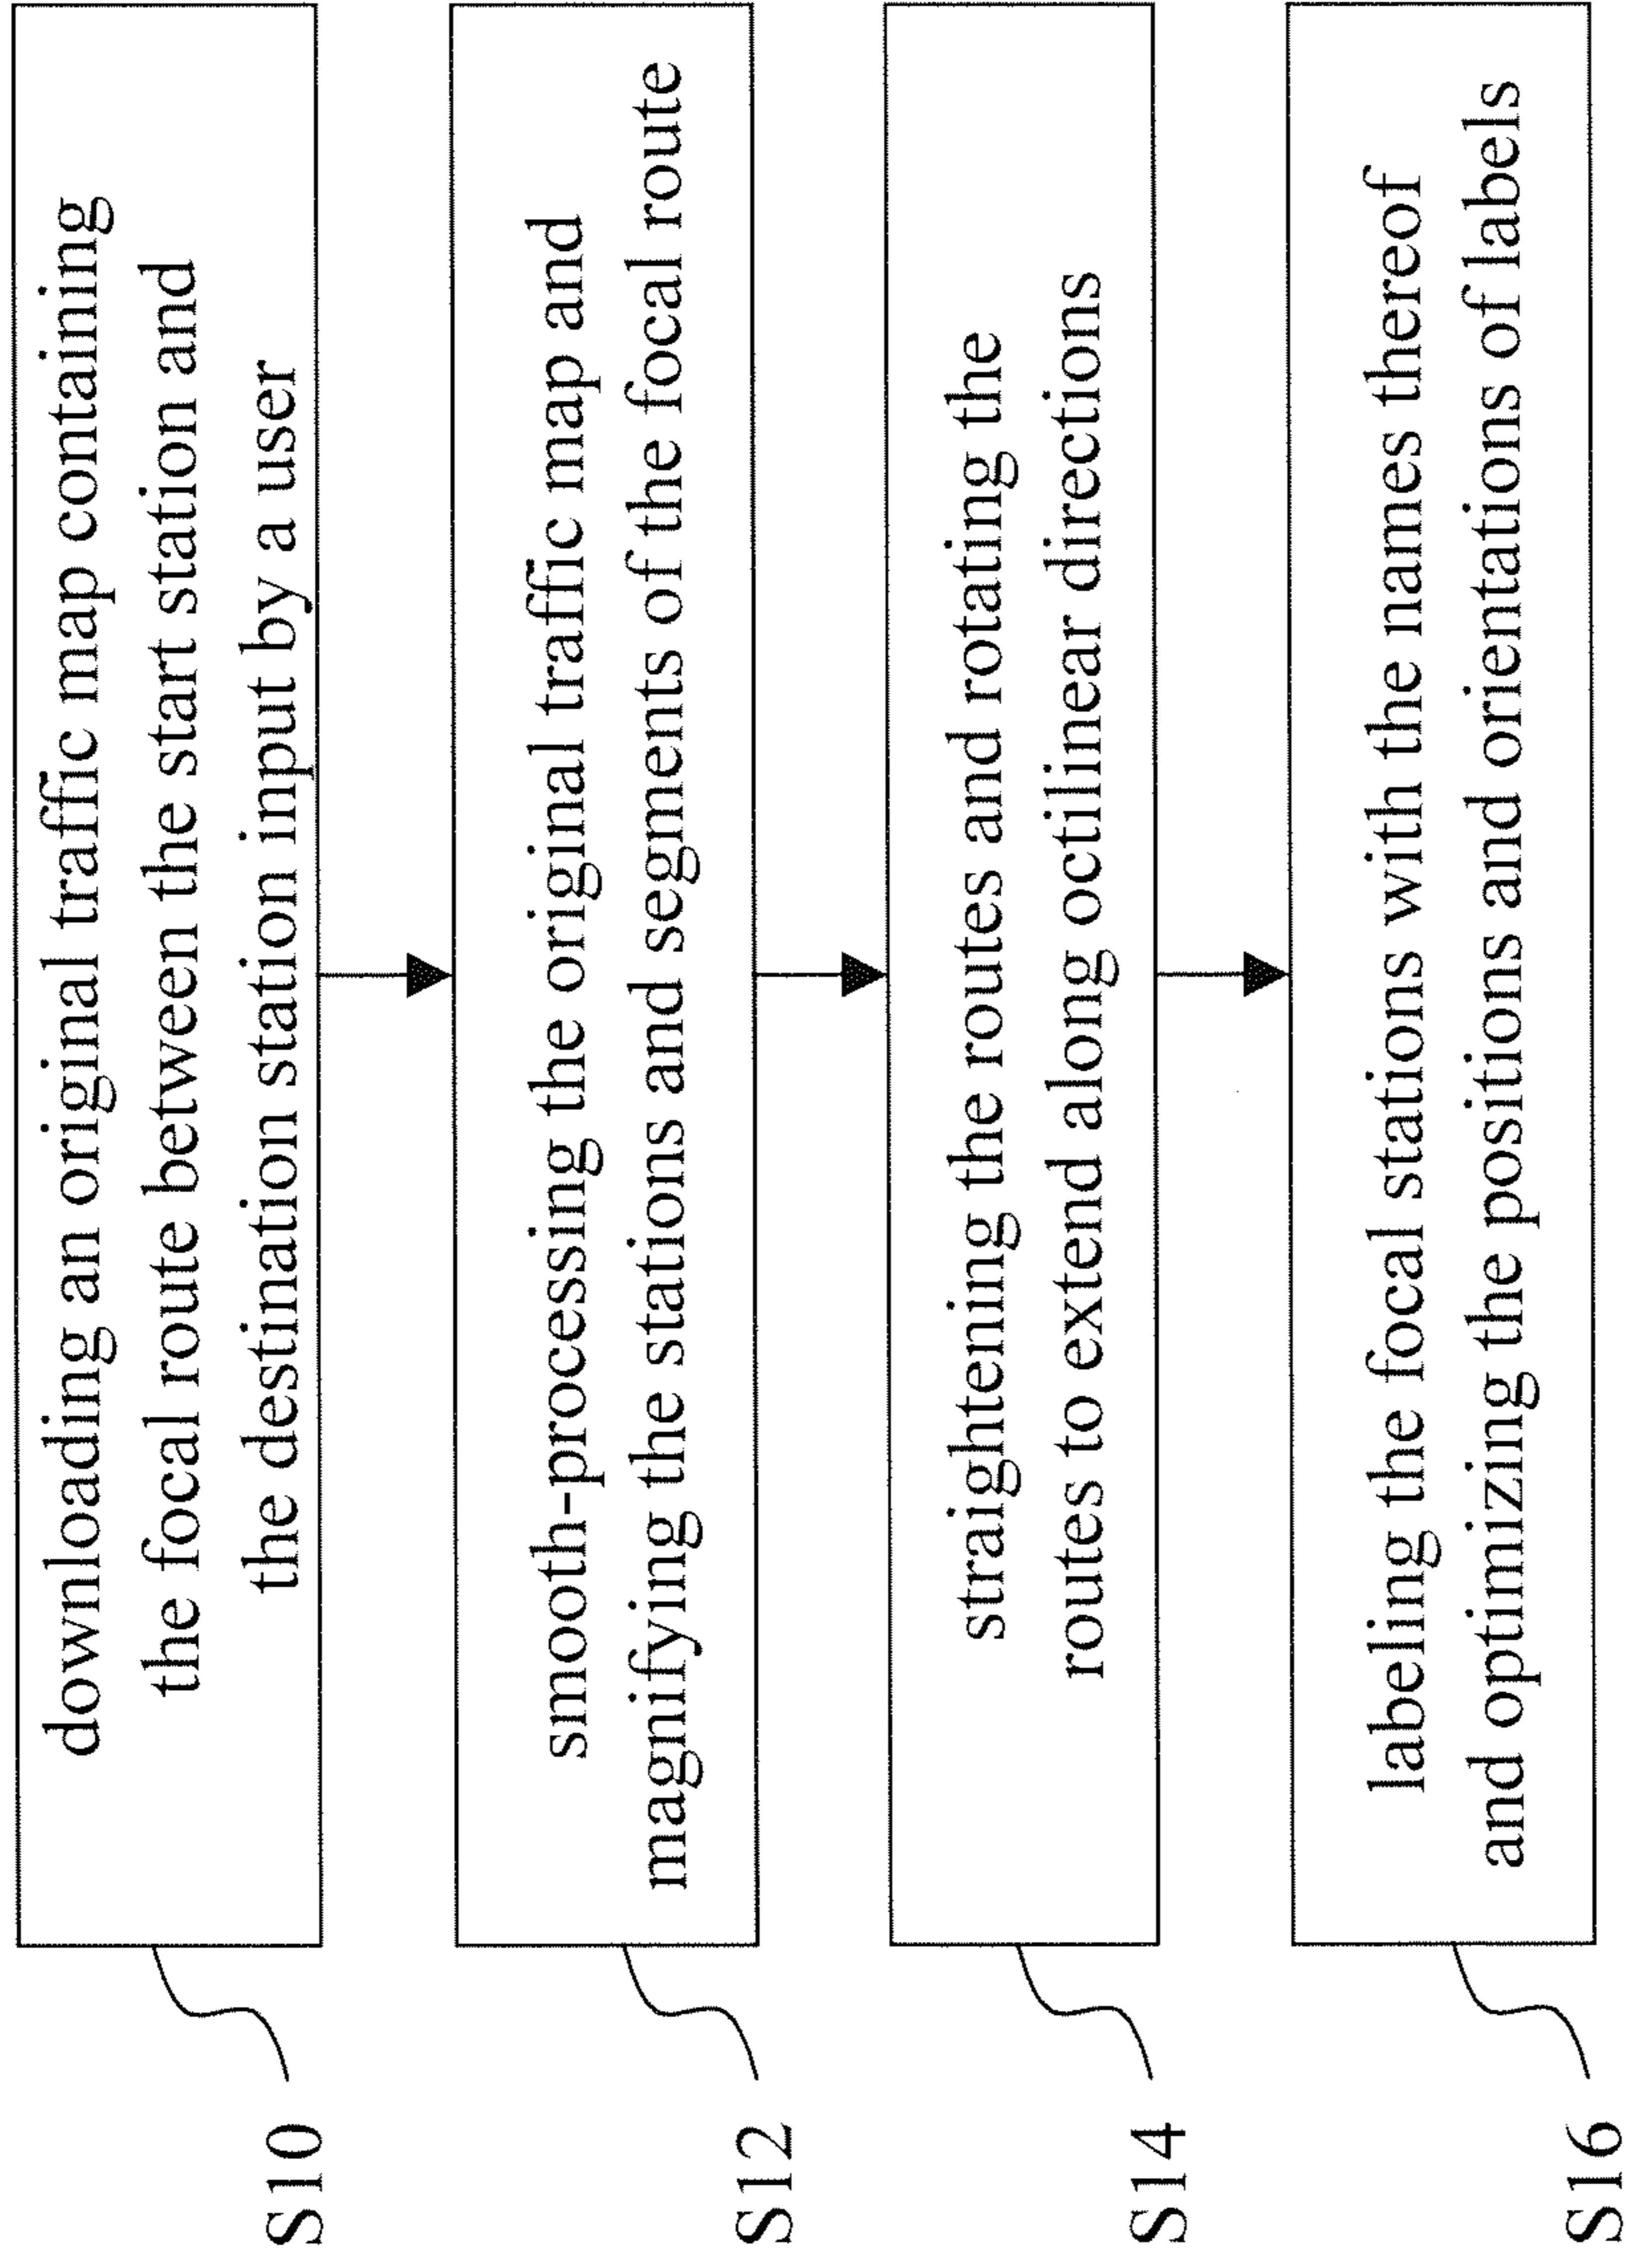 S10
downloading an original traffic map containing
the focal route between the start station and
the destination station input by a user
S12
smooth-processing the original traffic map and
magnifying the stations and segments of the focal route
S14
straightening the routes and rotating the
routes to extend along octilinear directions
S16
labeling the focal stations with the names thereof
and optimizing the positions and orientations of labels